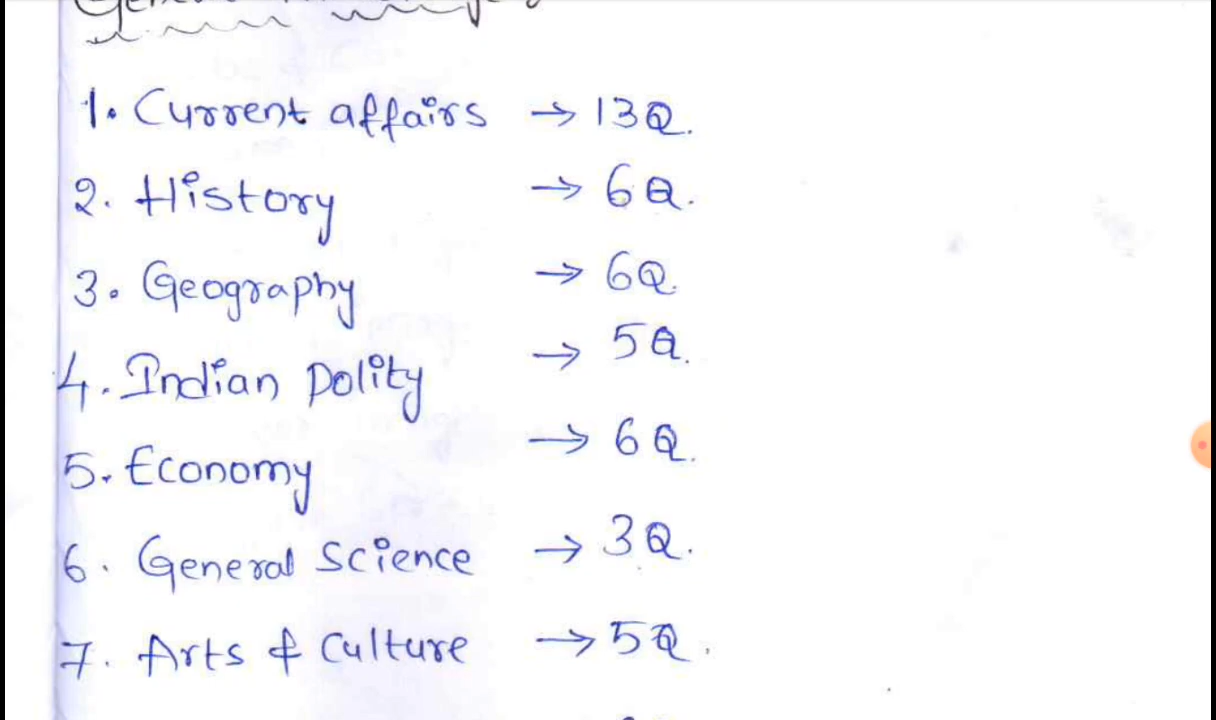 1. Current affairs → 13Q.
2. History → 6Q.
3. Geography → 6Q.
4. Indian polity → 5Q.
5. Economy → 6Q.
6. General Science → 3Q.
7. Arts & Culture → 5Q.